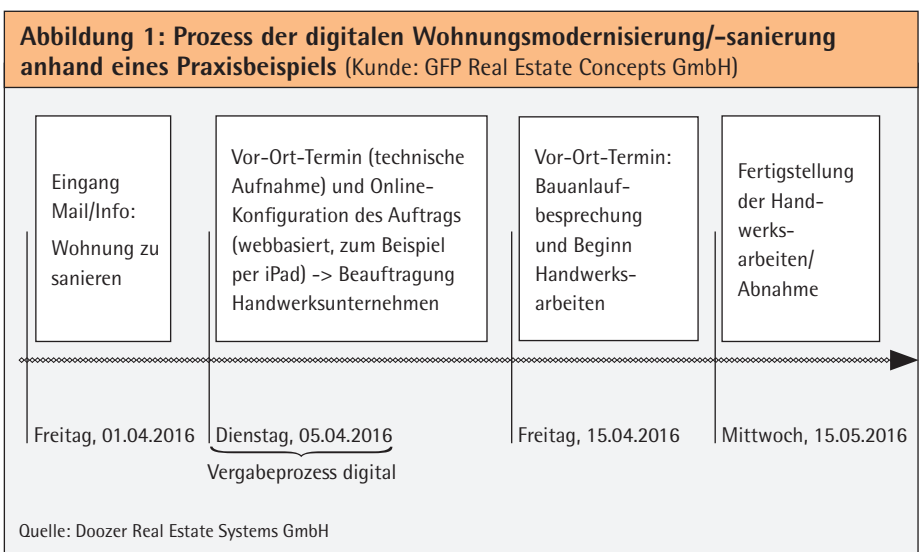 Abbildung 1: Prozess der digitalen Wohnungsmodernisierung/-sanierung
anhand eines Praxisbeispiels (Kunde: GFP Real Estate Concepts GmbH)
Eingang
Mail/Info:
Wohnung zu
sanieren
Vor-Ort-Termin (technische
Aufnahme) und Online-
Konfiguration des Auftrags
(webbasiert, zum Beispiel
per iPad) -> Beauftragung
Handwerksunternehmen
Vor-Ort-Termin:
Bauanlauf-
besprechung
und Beginn
Handwerks-
arbeiten
Fertigstellung
der Hand-
werks-
arbeiten/
Abnahme
Freitag, 01.04.2016
Dienstag, 05.04.2016
Freitag, 15.04.2016
Mittwoch, 15.05.2016
Vergabeprozess digital
Quelle: Doozer Real Estate Systems GmbH